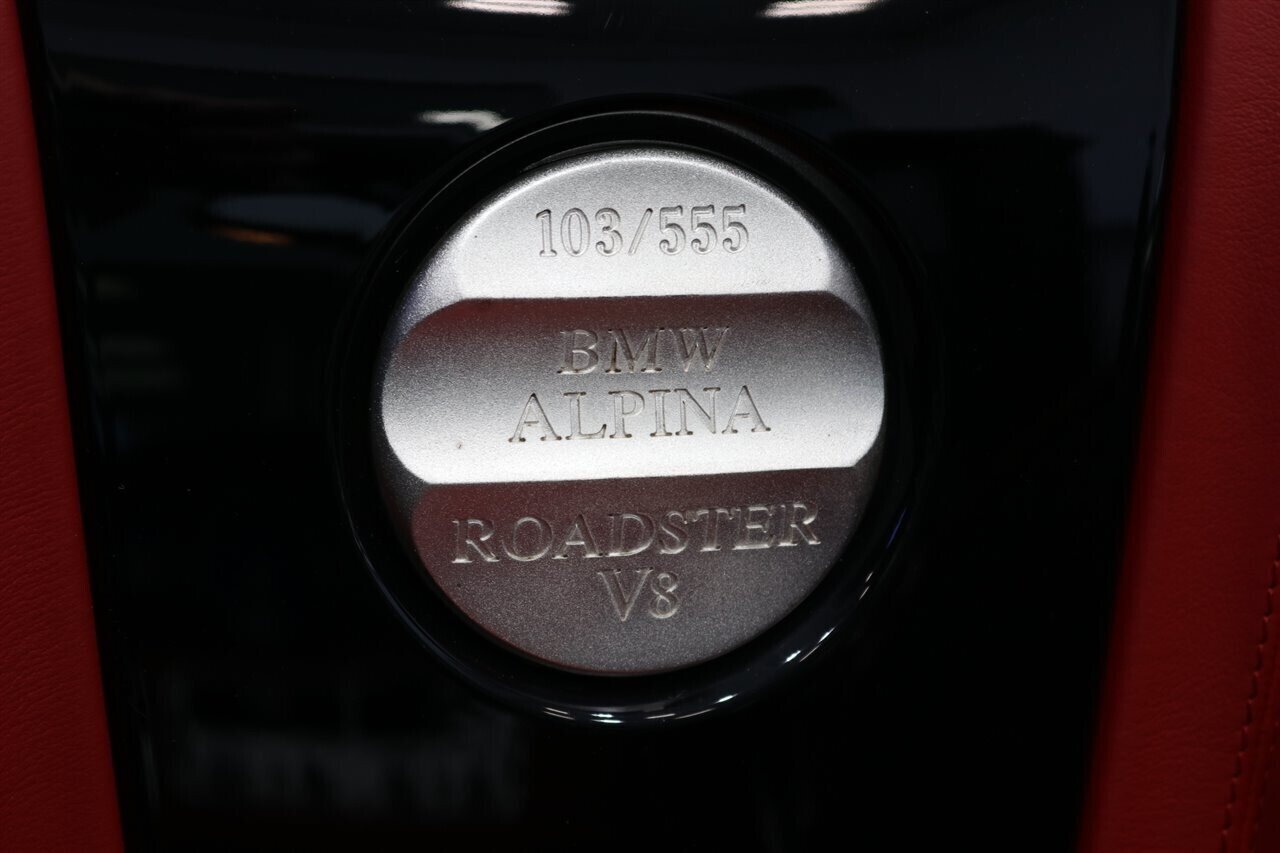 103/555
BMW
ALPINA
ROADSTER
V8